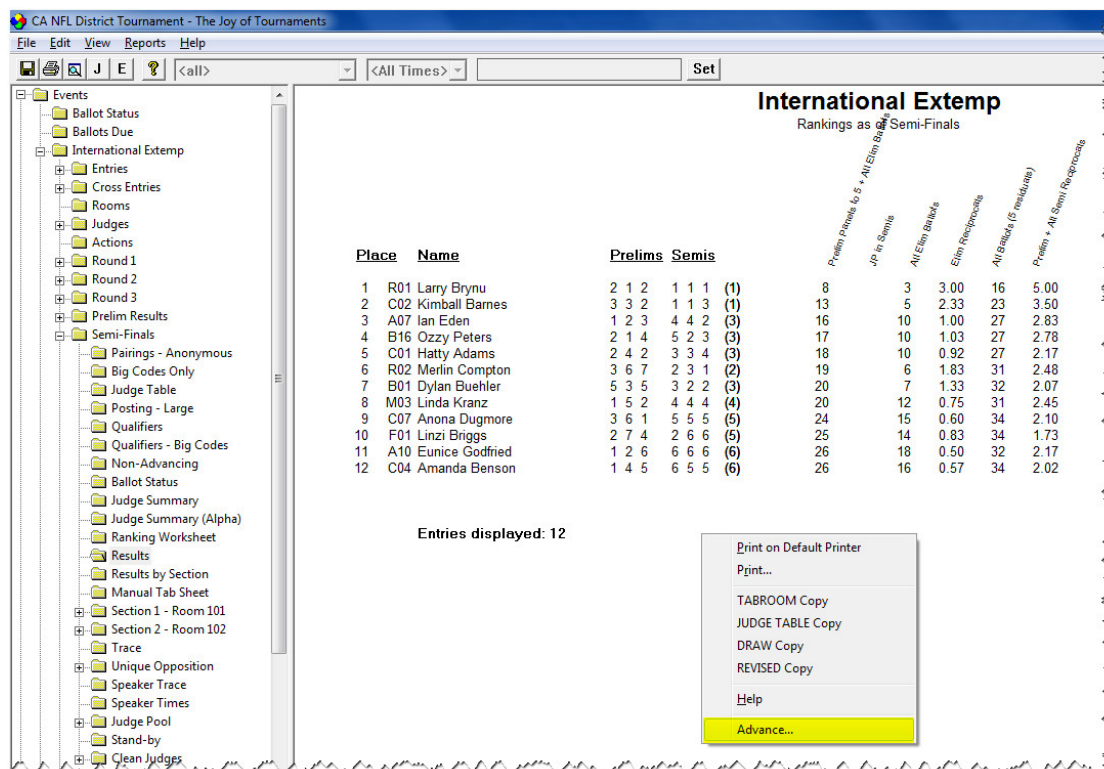 CA NFL District Tournament - The Joy of Tournaments
File Edit View Reports Help
J E ? <all> <All Times> Set
Events
Ballot Status
Ballots Due
International Extemp
Entries
Cross Entries
Rooms
Judges
Actions
Round 1
Round 2
Round 3
Prelim Results
Semi-Finals
Pairings - Anonymous
Big Codes Only
Judge Table
Posting - Large
Qualifiers
Qualifiers - Big Codes
Non-Advancing
Ballot Status
Judge Summary
Judge Summary (Alpha)
Ranking Worksheet
Results
Results by Section
Manual Tab Sheet
Section 1 - Room 101
Section 2 - Room 102
Trace
Unique Opposition
Speaker Trace
Speaker Times
Judge Pool
Stand-by
Clean Judges
International Extemp
Rankings as of Semi-Finals
Prelim Panels to 5 + All Elim Ballots
JP in Semis
All Elim Ballots
Elim Reciprocals
All Ballots (5 residuals)
Prelim + All Semi Reciprocals
Place Name Prelims Semis
1 R01 Larry Brynu 2 1 2 1 1 1 (1) 8 3 3.00 16 5.00
2 C02 Kimball Barnes 3 3 2 1 1 3 (1) 13 5 2.33 23 3.50
3 A07 Ian Eden 1 2 3 4 4 2 (3) 16 10 1.00 27 2.83
4 B16 Ozzy Peters 2 1 4 5 2 3 (3) 17 10 1.03 27 2.78
5 C01 Hatty Adams 2 4 2 3 3 4 (3) 18 10 0.92 27 2.17
6 R02 Merlin Compton 3 6 7 2 3 1 (2) 19 6 1.83 31 2.48
7 B01 Dylan Buehler 5 3 5 3 2 2 (3) 20 7 1.33 32 2.07
8 M03 Linda Kranz 1 5 2 4 4 4 (4) 20 12 0.75 31 2.45
9 C07 Anona Dugmore 3 6 1 5 5 5 (5) 24 15 0.60 34 2.10
10 F01 Linzi Briggs 2 7 4 2 6 6 (5) 25 14 0.83 34 1.73
11 A10 Eunice Godfried 1 2 6 6 6 6 (6) 26 18 0.50 32 2.17
12 C04 Amanda Benson 1 4 5 6 5 5 (6) 26 16 0.57 34 2.02
Entries displayed: 12
Print on Default Printer
Print...
TABROOM Copy
JUDGE TABLE Copy
DRAW Copy
REVISED Copy
Help
Advance...